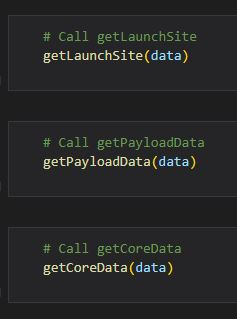 # Call getLaunchSite
getLaunchSite(data)
# Call getPayloadData
getPayloadData(data)
# Call getCoreData
getCoreData(data)